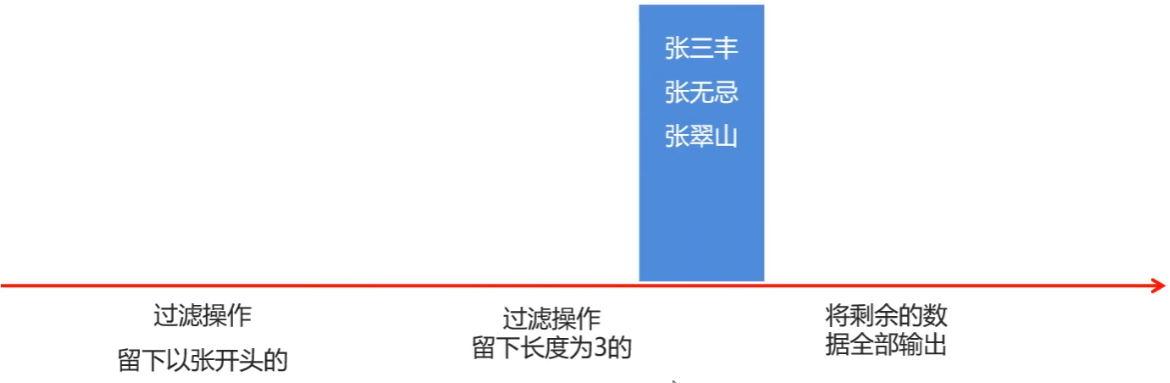 张三丰
张无忌
张翠山
过滤操作
留下以张开头的
过滤操作
留下长度为3的
将剩余的数
据全部输出